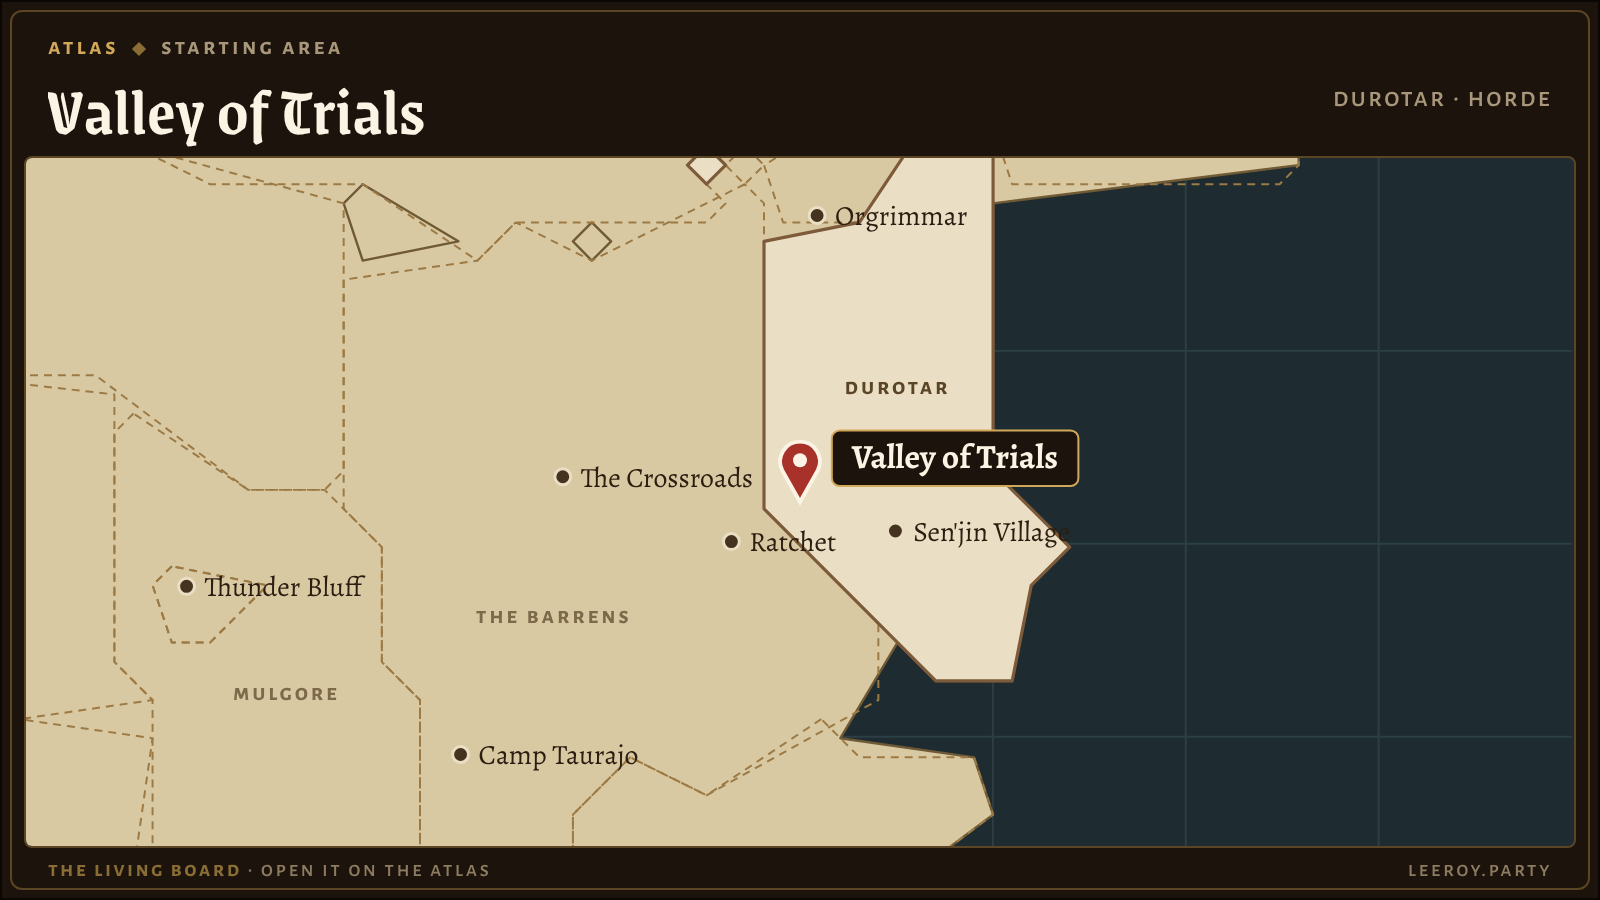 ATLAS ◆ STARTING AREA
Valley of Trials
DUROTAR · HORDE
Orgrimmar
DUROTAR
Valley of Trials
The Crossroads
Sen'jin Village
Ratchet
Thunder Bluff
THE BARRENS
MULGORE
Camp Taurajo
THE LIVING BOARD · OPEN IT ON THE ATLAS
LEEROY.PARTY